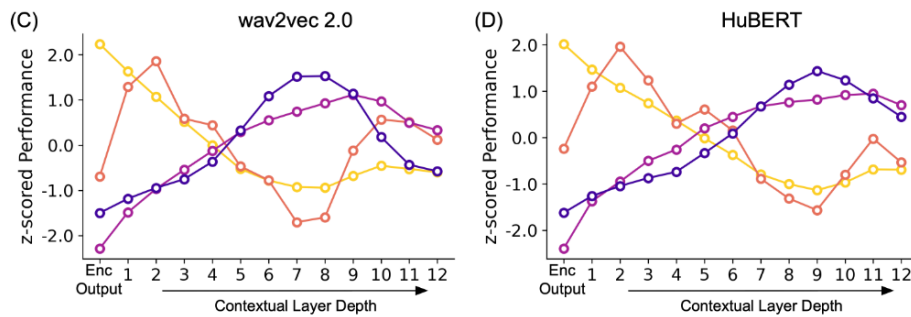 (C) wav2vec 2.0
z-scored Performance
2.0
1.0
0.0
-1.0
-2.0
Enc Output 1 2 3 4 5 6 7 8 9 10 11 12
Contextual Layer Depth
(D) HuBERT
z-scored Performance
2.0
1.0
0.0
-1.0
-2.0
Enc Output 1 2 3 4 5 6 7 8 9 10 11 12
Contextual Layer Depth